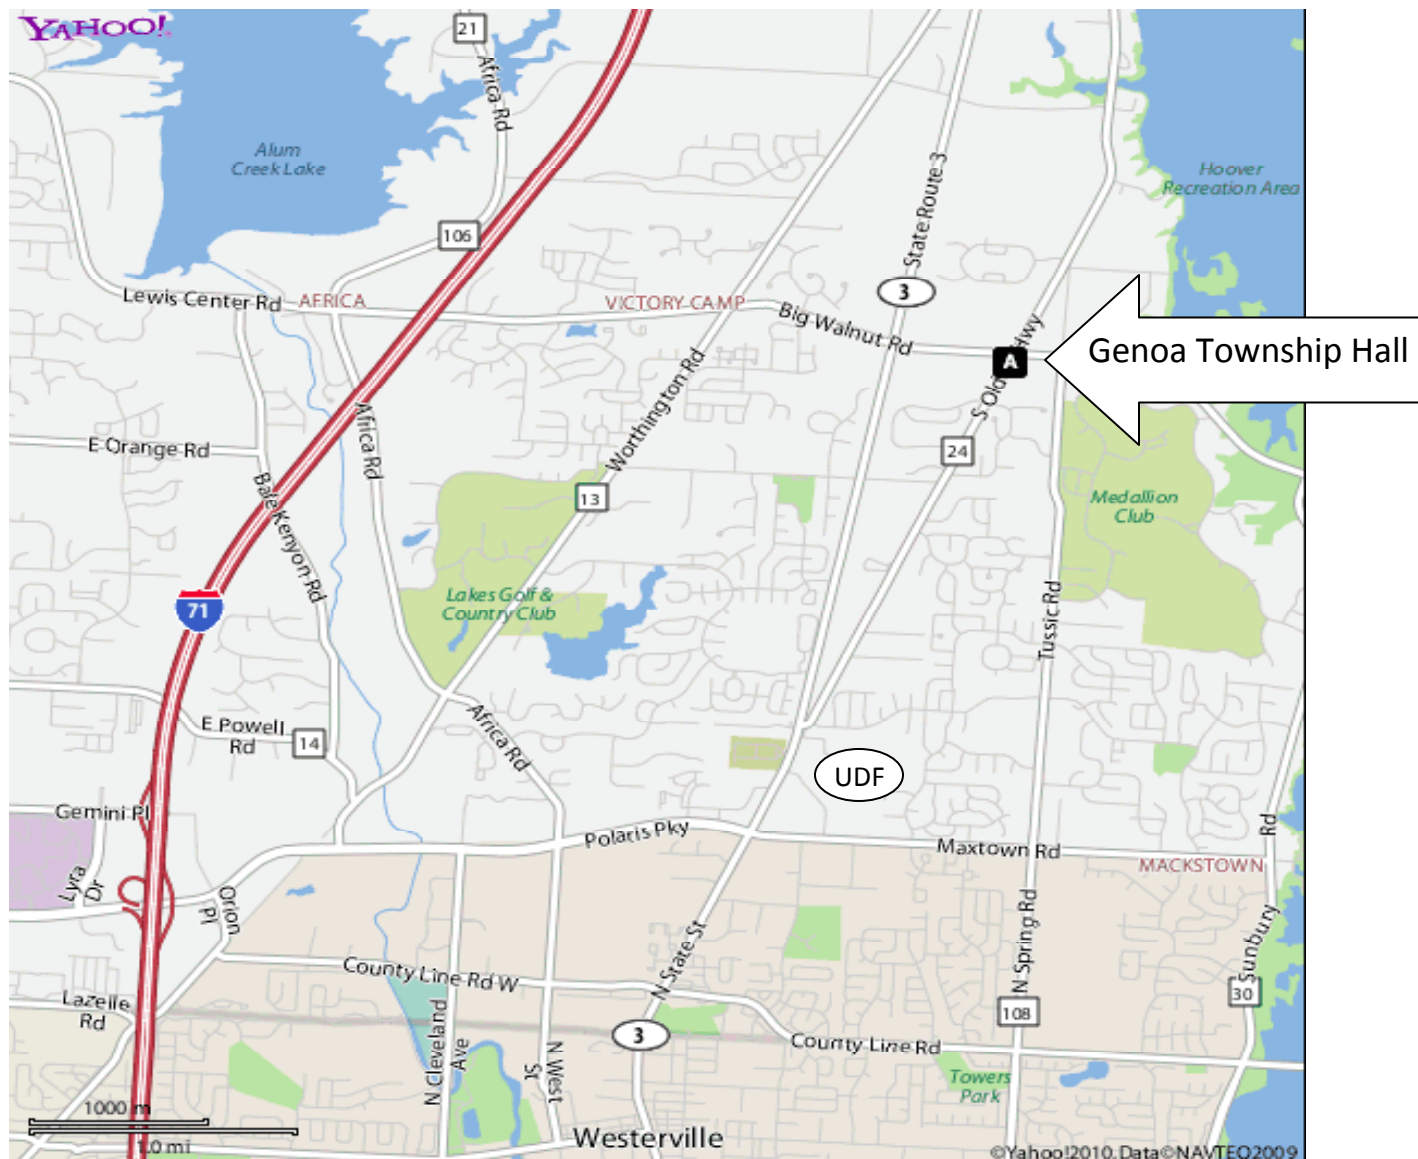 YAHOO!
21
Africa Rd
Alum
Creek Lake
Hoover
Recreation Area
State Route 3
106
3
Lewis Center Rd
AFRICA
VICTORY CAMP
Big Walnut Rd
S Old
Hwy
A
Genoa Township Hall
Worthington Rd
Africa Rd
E Orange Rd
24
13
Bale Kenyon Rd
Medallion
Club
71
Lakes Golf &
Country Club
Tussic Rd
E Powell
Rd
14
Africa Rd
UDF
Gemini Pl
Polaris Pky
Maxtown Rd
MACKSTOWN
Lyra
Dr
Orion
Pl
N State St
N Spring Rd
Sunbury
Rd
County Line Rd W
30
Lazelle
Rd
108
3
County Line Rd
N Cleveland
Ave
N West
St
Towers
Park
1000 m
1.0 mi
Westerville
©Yahoo!2010, Data©NAVTEQ2009